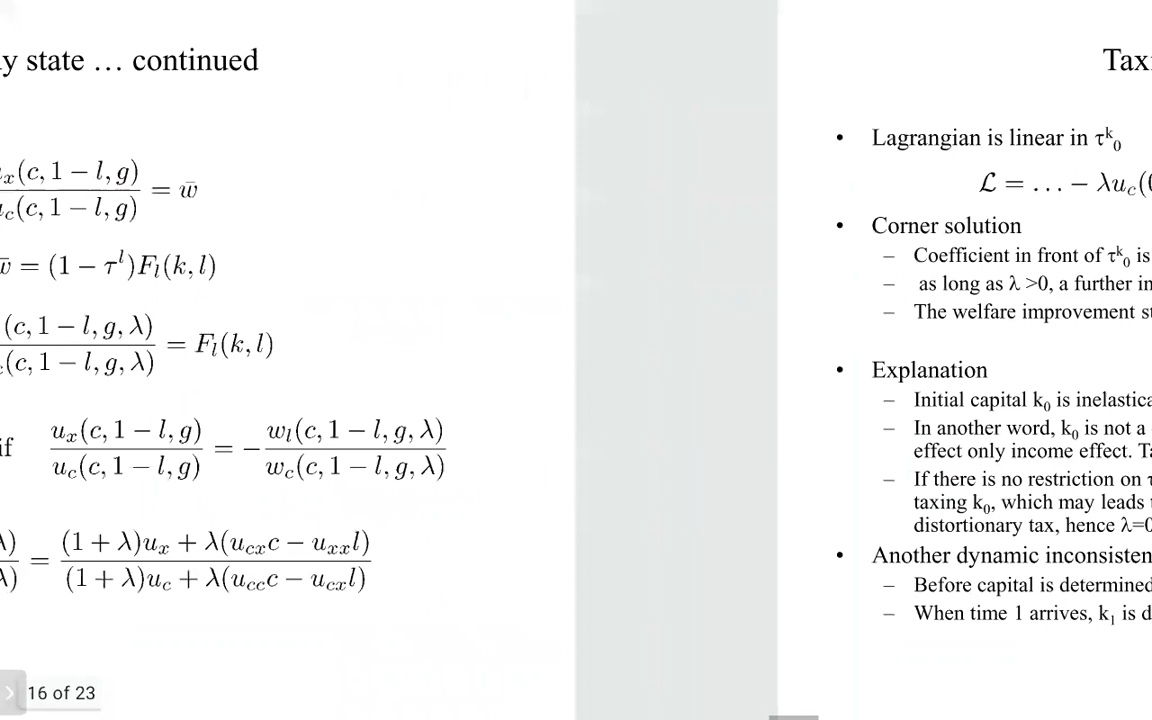 y state … continued
x(c, 1 − l, g) / c(c, 1 − l, g) = w̄
w̄ = (1 − τ^l)F_l(k, l)
(c, 1 − l, g, λ) / (c, 1 − l, g, λ) = F_l(k, l)
if u_x(c, 1 − l, g) / u_c(c, 1 − l, g) = − w_l(c, 1 − l, g, λ) / w_c(c, 1 − l, g, λ)
λ) / λ) = (1 + λ)u_x + λ(u_cx c − u_xx l) / (1 + λ)u_c + λ(u_cc c − u_cx l)
16 of 23
Tax
• Lagrangian is linear in τ^k_0
ℒ = … − λu_c(
• Corner solution
– Coefficient in front of τ^k_0 is
– as long as λ >0, a further in
– The welfare improvement st
• Explanation
– Initial capital k_0 is inelastica
– In another word, k_0 is not a
effect only income effect. Ta
– If there is no restriction on τ
taxing k_0, which may leads
distortionary tax, hence λ=0
• Another dynamic inconsisten
– Before capital is determined
– When time 1 arrives, k_1 is d